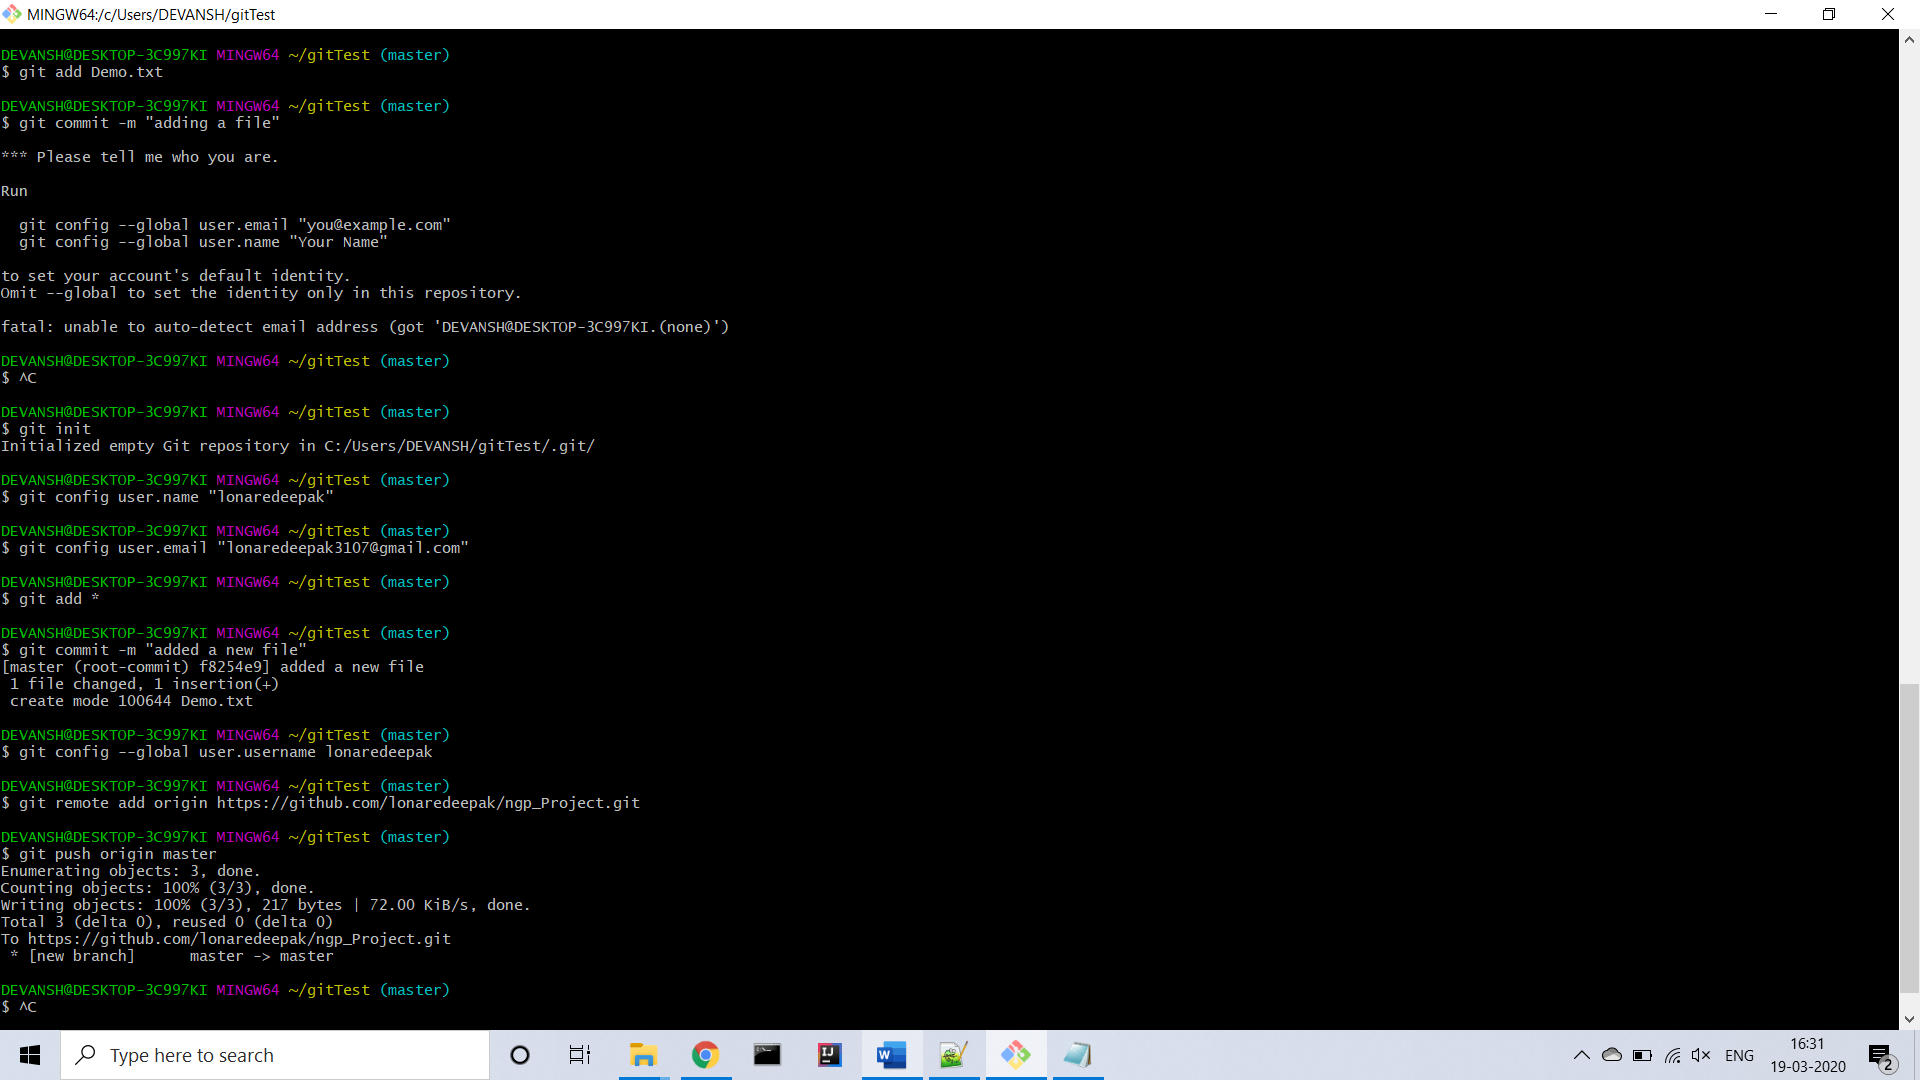 MINGW64:/c/Users/DEVANSH/gitTest
DEVANSH@DESKTOP-3C997KI MINGW64 ~/gitTest (master)
$ git add Demo.txt
DEVANSH@DESKTOP-3C997KI MINGW64 ~/gitTest (master)
$ git commit -m "adding a file"
*** Please tell me who you are.
Run
git config --global user.email "you@example.com"
git config --global user.name "Your Name"
to set your account's default identity.
Omit --global to set the identity only in this repository.
fatal: unable to auto-detect email address (got 'DEVANSH@DESKTOP-3C997KI.(none)')
DEVANSH@DESKTOP-3C997KI MINGW64 ~/gitTest (master)
$ ^C
DEVANSH@DESKTOP-3C997KI MINGW64 ~/gitTest (master)
$ git init
Initialized empty Git repository in C:/Users/DEVANSH/gitTest/.git/
DEVANSH@DESKTOP-3C997KI MINGW64 ~/gitTest (master)
$ git config user.name "lonaredeepak"
DEVANSH@DESKTOP-3C997KI MINGW64 ~/gitTest (master)
$ git config user.email "lonaredeepak3107@gmail.com"
DEVANSH@DESKTOP-3C997KI MINGW64 ~/gitTest (master)
$ git add *
DEVANSH@DESKTOP-3C997KI MINGW64 ~/gitTest (master)
$ git commit -m "added a new file"
[master (root-commit) f8254e9] added a new file
1 file changed, 1 insertion(+)
create mode 100644 Demo.txt
DEVANSH@DESKTOP-3C997KI MINGW64 ~/gitTest (master)
$ git config --global user.username lonaredeepak
DEVANSH@DESKTOP-3C997KI MINGW64 ~/gitTest (master)
$ git remote add origin https://github.com/lonaredeepak/ngp_Project.git
DEVANSH@DESKTOP-3C997KI MINGW64 ~/gitTest (master)
$ git push origin master
Enumerating objects: 3, done.
Counting objects: 100% (3/3), done.
Writing objects: 100% (3/3), 217 bytes | 72.00 KiB/s, done.
Total 3 (delta 0), reused 0 (delta 0)
To https://github.com/lonaredeepak/ngp_Project.git
* [new branch]      master -> master
DEVANSH@DESKTOP-3C997KI MINGW64 ~/gitTest (master)
$ ^C
Type here to search
IJ
W
ENG
16:31
19-03-2020
2